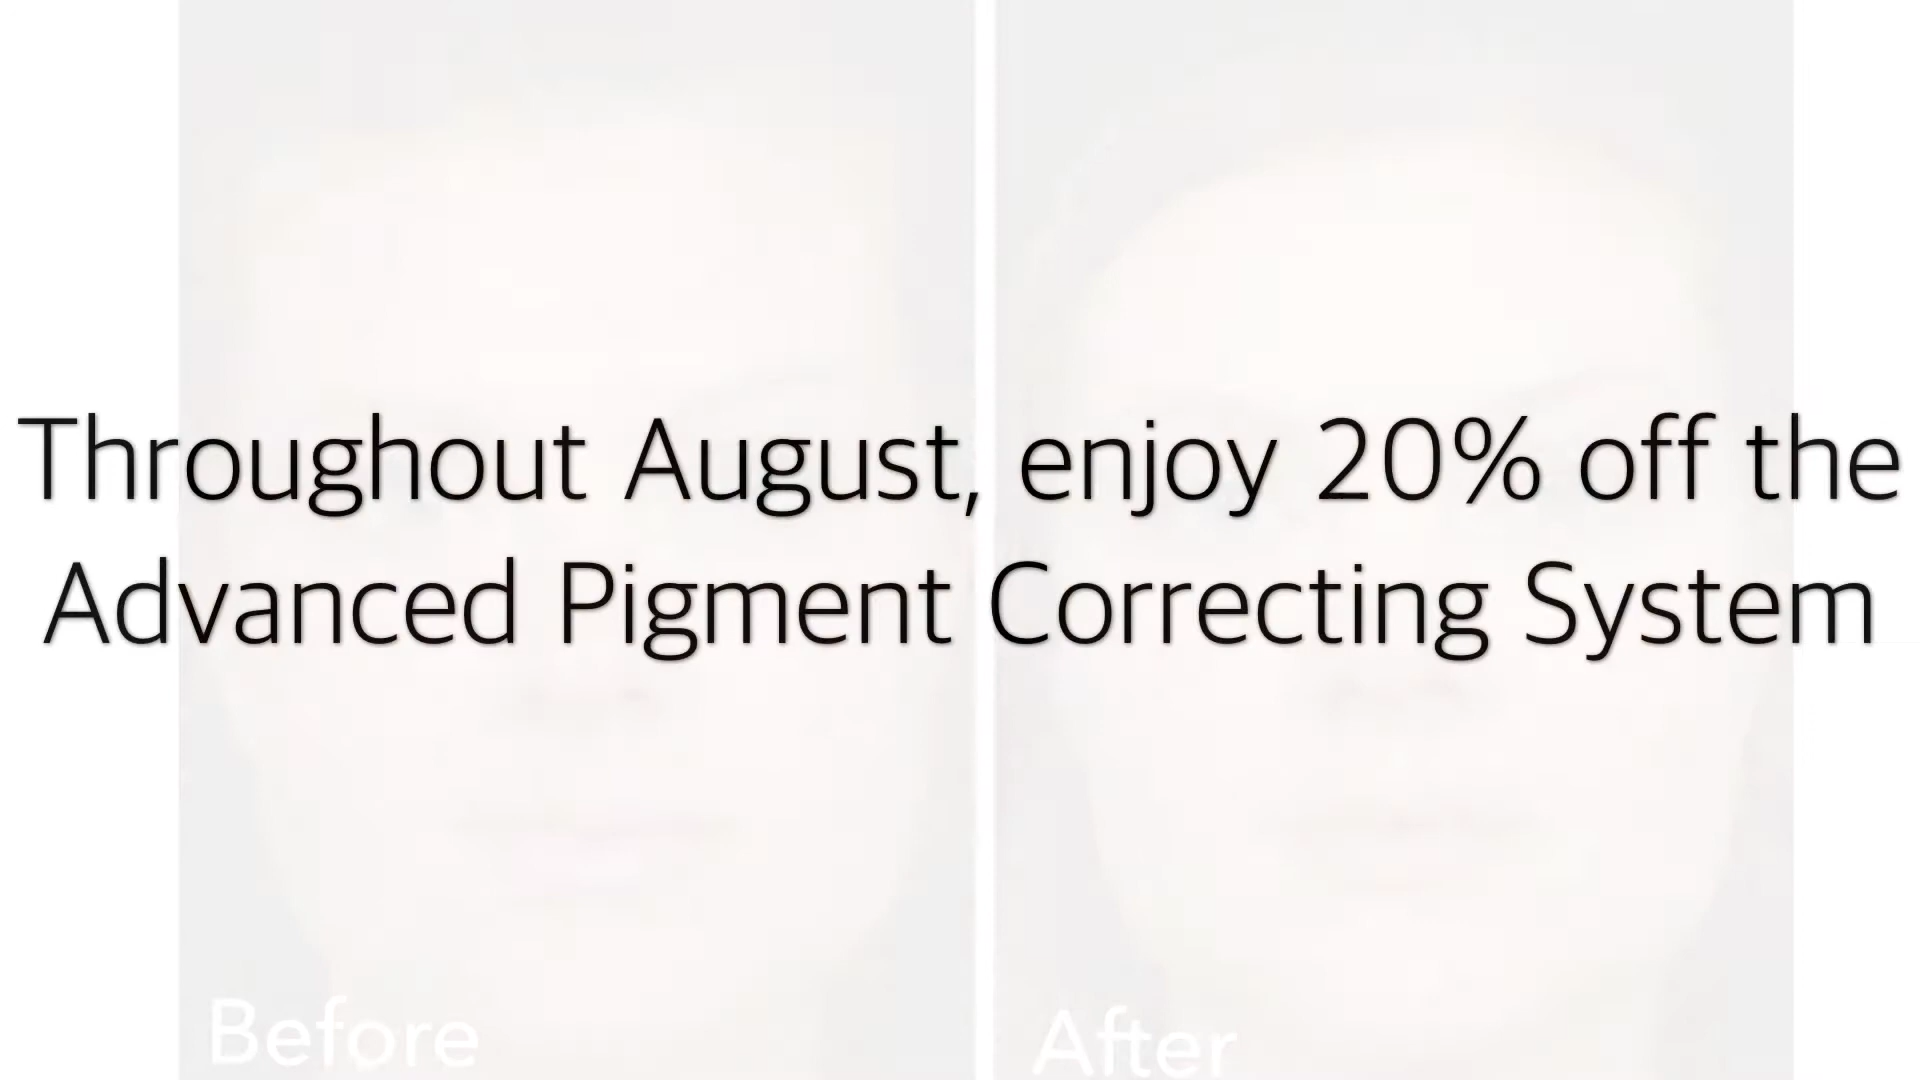 Throughout August, enjoy 20% off the
Advanced Pigment Correcting System
Before
After